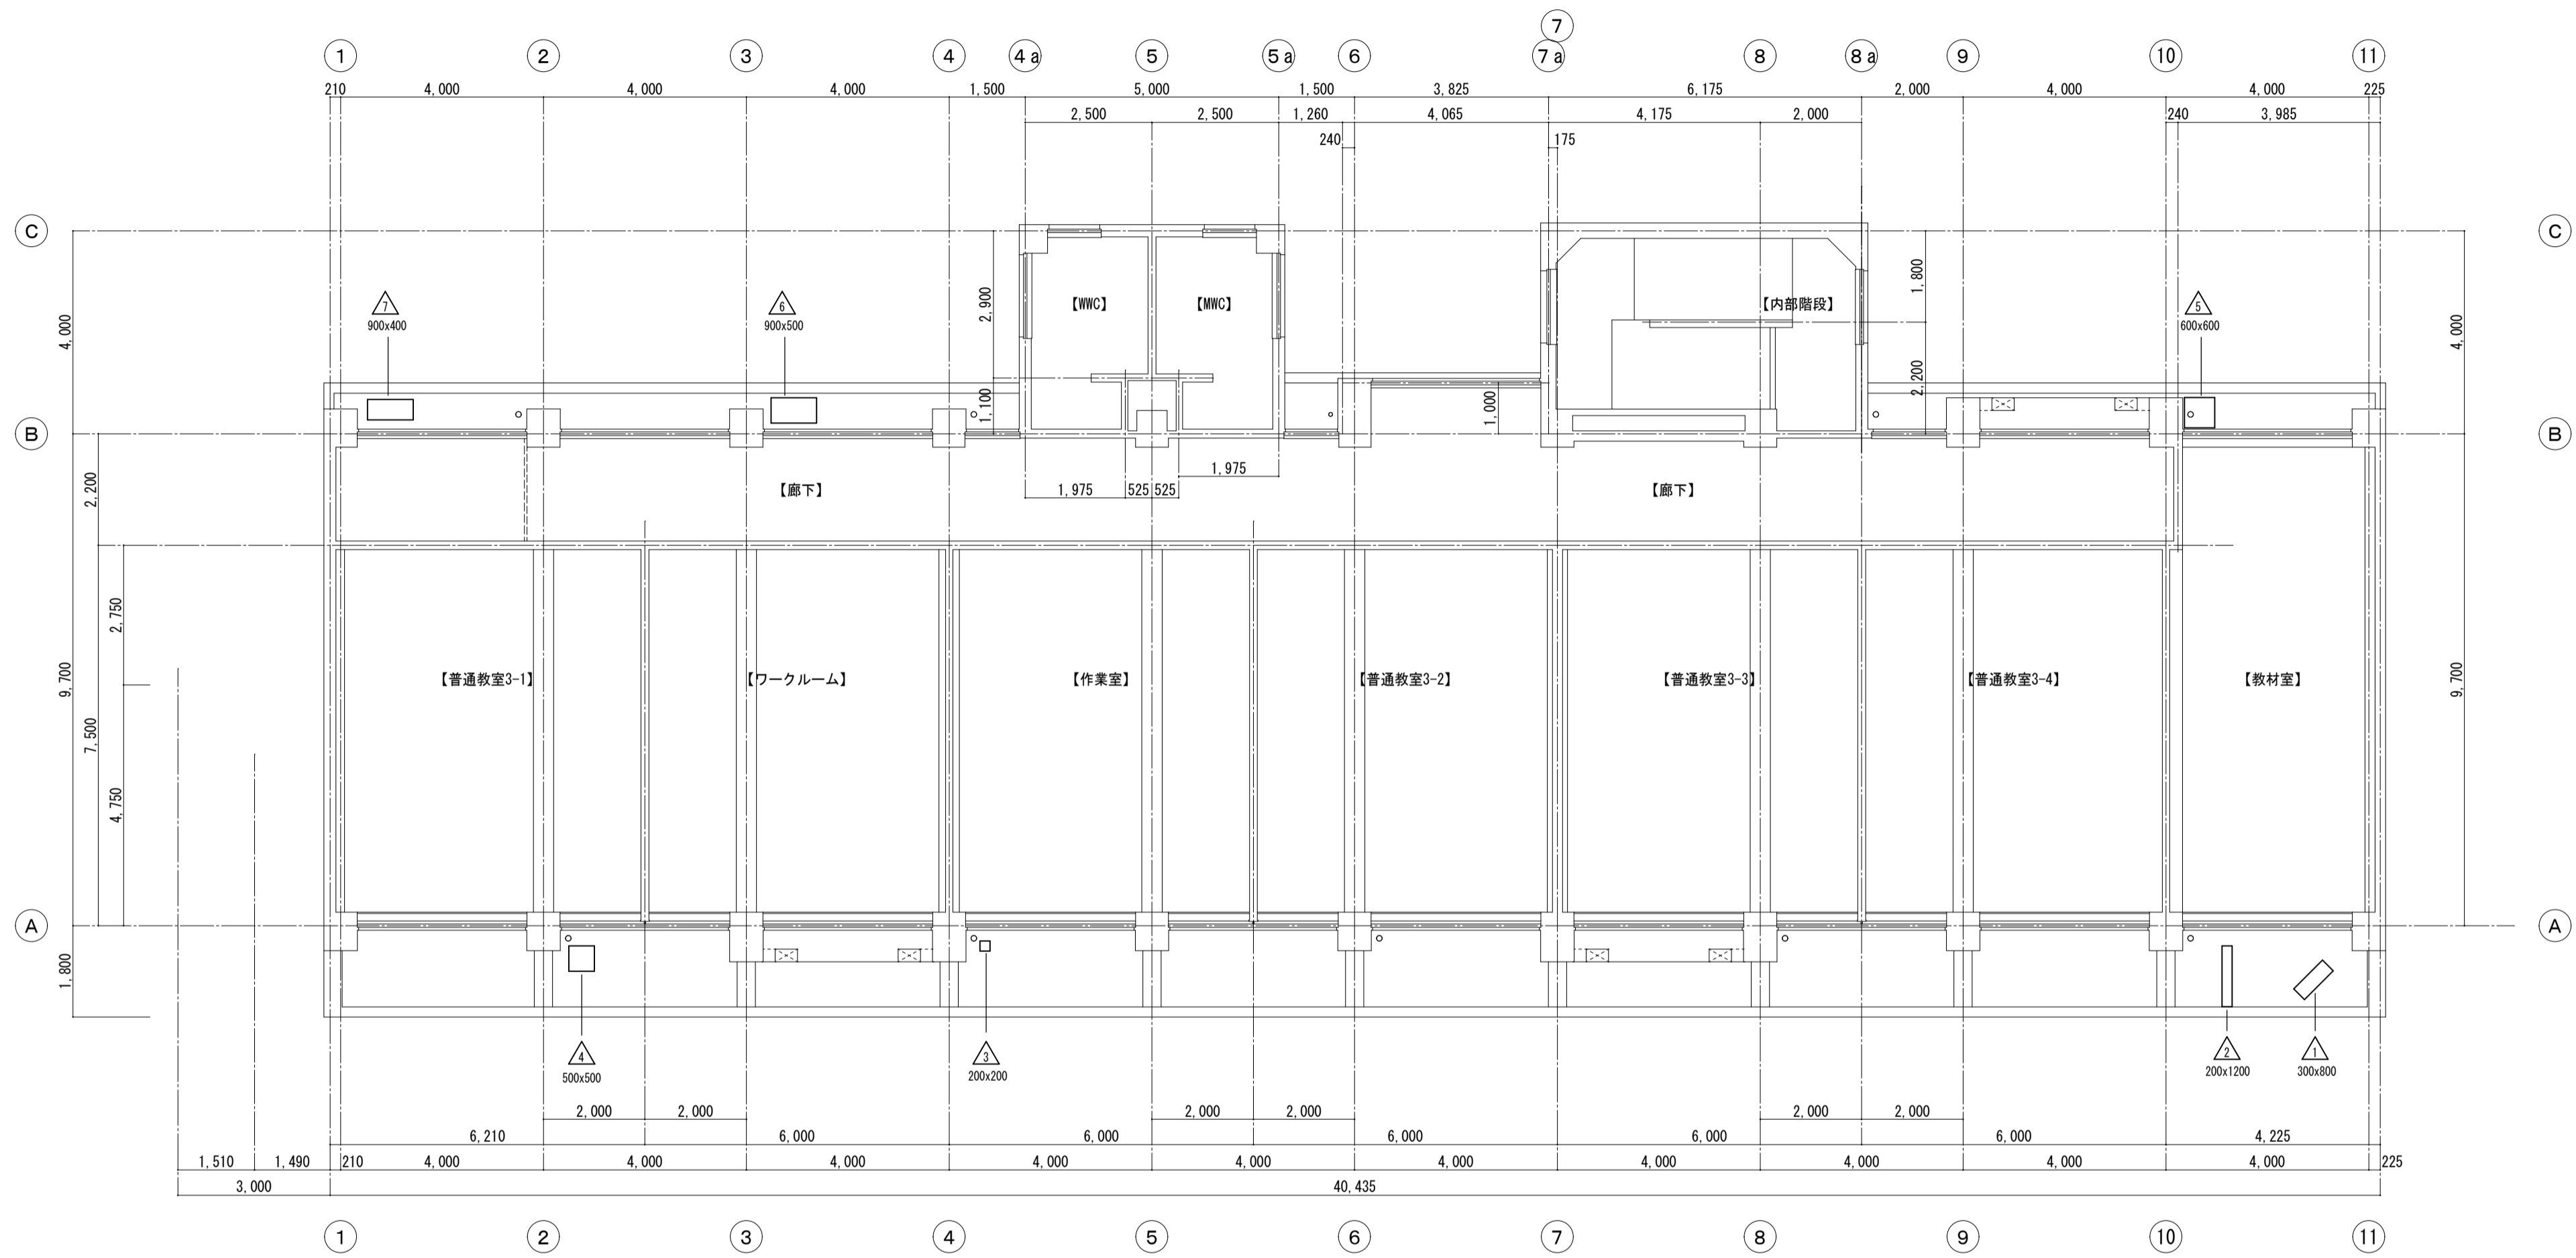 7
1 2 3 4 4a 5 5a 6 7a 8 8a 9 10 11
210 4,000 4,000 4,000 1,500 5,000 1,500 3,825 6,175 2,000 4,000 4,000 225
2,500 2,500 1,260 4,065 4,175 2,000 240 3,985
240 175
C C
4,000 2,900 1,800 4,000
7 6 【WWC】 【MWC】 【内部階段】 5
900x400 900x500 600x600
1,100 1,000 2,200
B B
2,200 1,975
【廊下】 1,975 525 525 【廊下】
2,750
9,700 【普通教室3-1】 【ワークルーム】 【作業室】 【普通教室3-2】 【普通教室3-3】 【普通教室3-4】 【教材室】 9,700
7,500
4,750
A A
1,800
4 3 2 1
500x500 200x200 200x1200 300x800
2,000 2,000 2,000 2,000 2,000 2,000
6,210 6,000 6,000 6,000 6,000 6,000 4,225
1,510 1,490 210 4,000 4,000 4,000 4,000 4,000 4,000 4,000 4,000 4,000 4,000 225
3,000 40,435
1 2 3 4 5 6 7 8 9 10 11